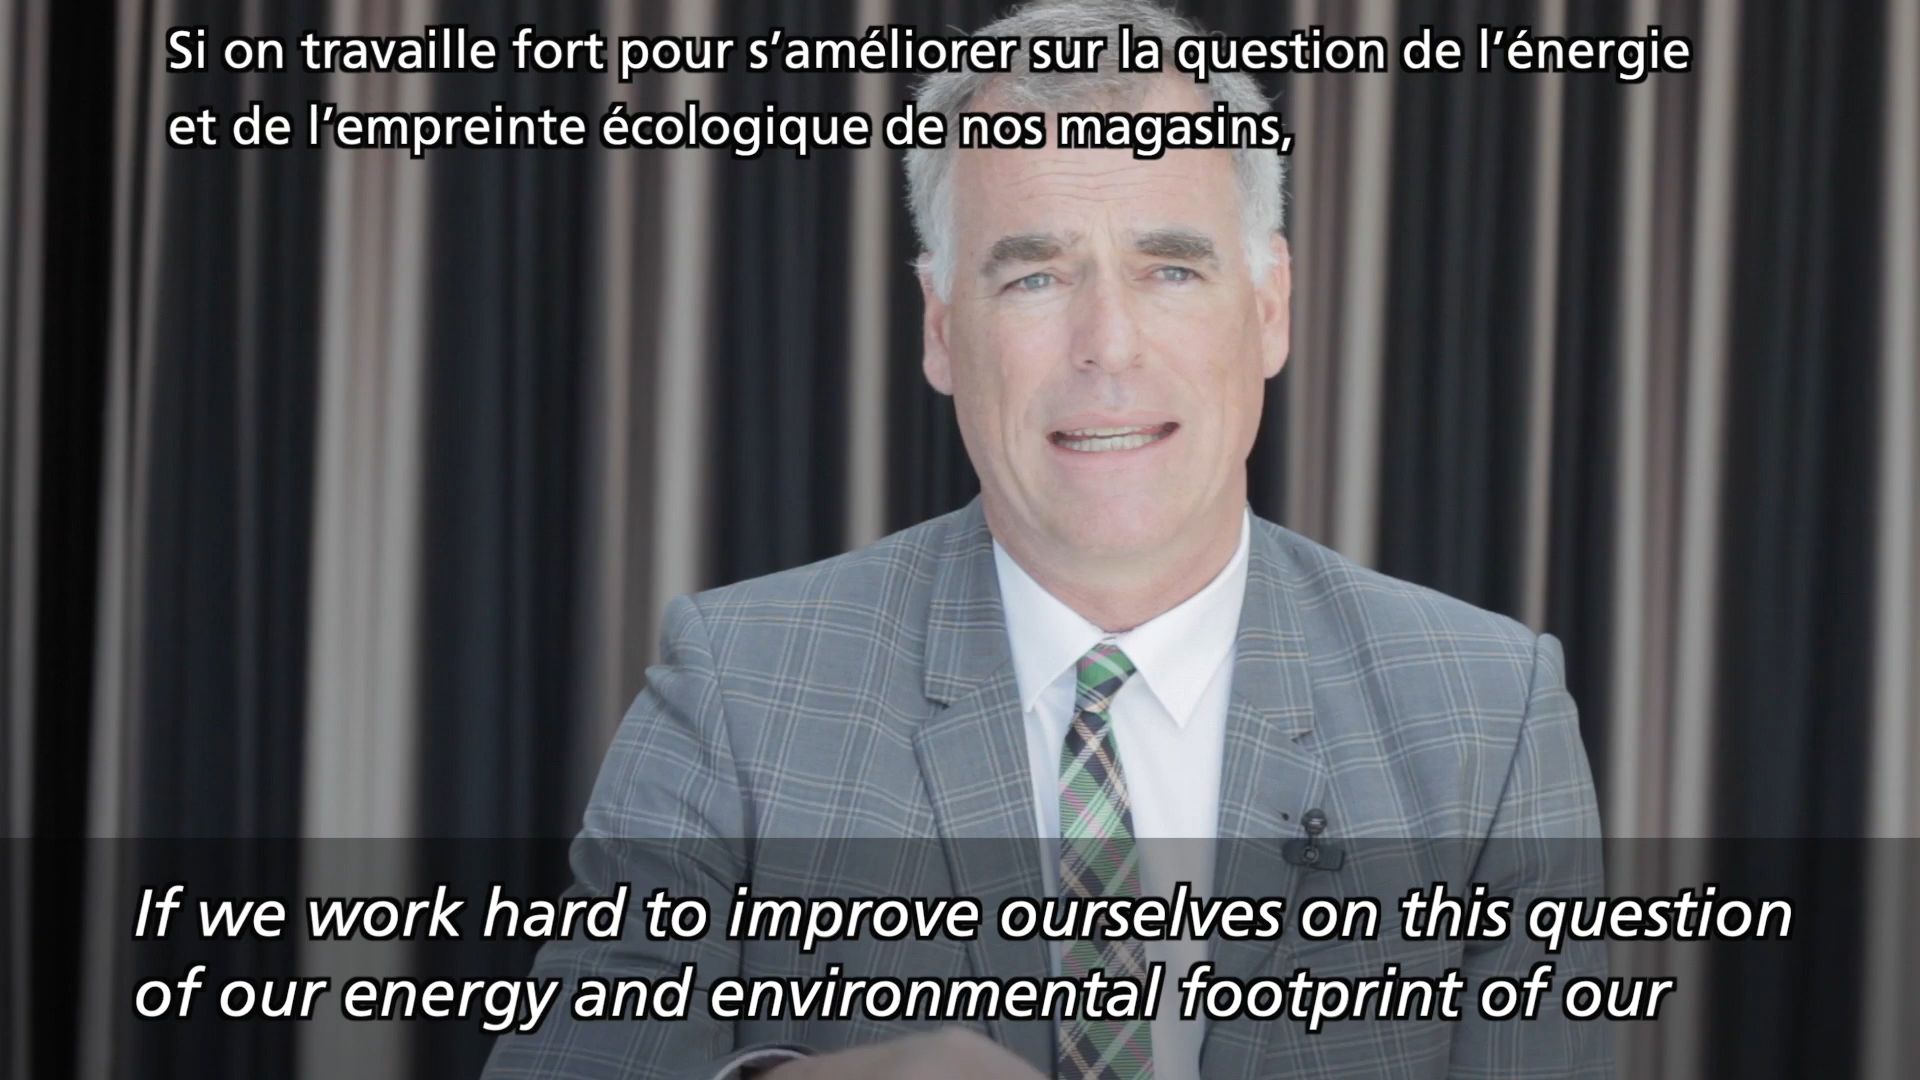 Si on travaille fort pour s’améliorer sur la question de l’énergie
et de l’empreinte écologique de nos magasins,
If we work hard to improve ourselves on this question
of our energy and environmental footprint of our